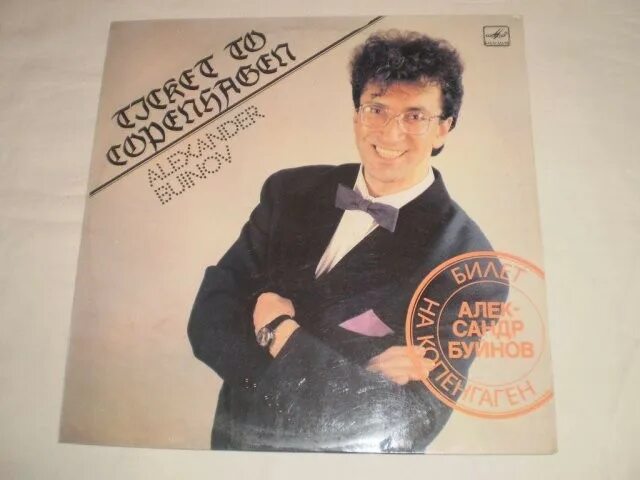 TICKET TO
COPENHAGEN
ALEXANDER
BUINOV
БИЛЕТ
НА КОПЕНГАГЕН
АЛЕК-
САНДР
БУЙНОВ